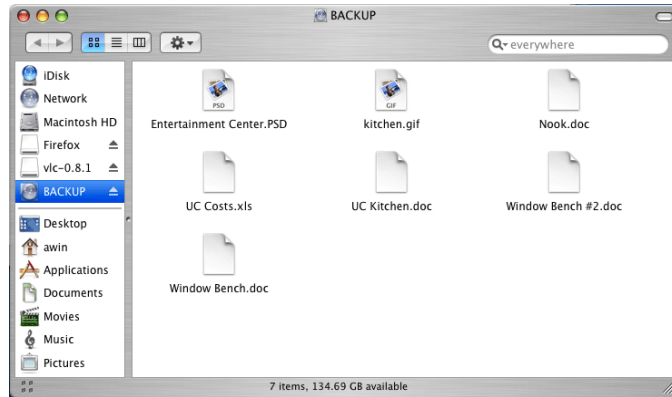 BACKUP
everywhere
iDisk
Network
Macintosh HD
Firefox
vlc-0.8.1
BACKUP
Desktop
awin
Applications
Documents
Movies
Music
Pictures
PSD
GIF
Entertainment Center.PSD
kitchen.gif
Nook.doc
UC Costs.xls
UC Kitchen.doc
Window Bench #2.doc
Window Bench.doc
7 items, 134.69 GB available